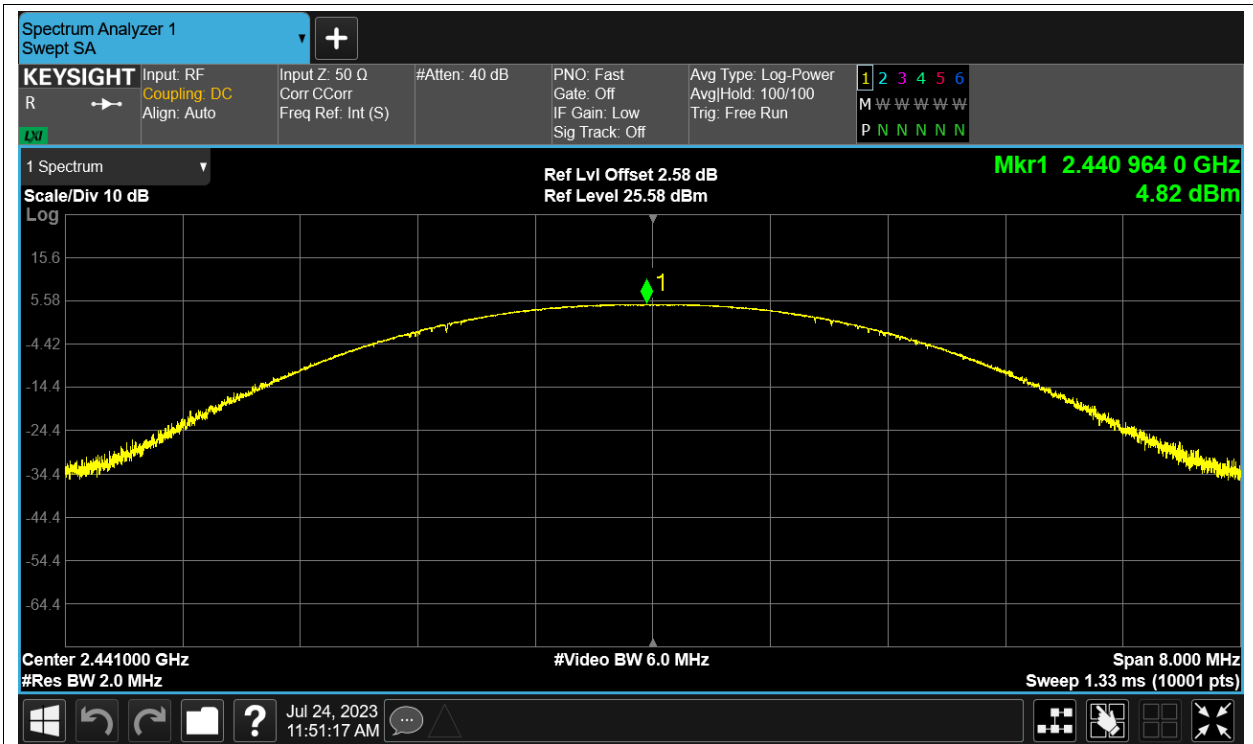 Spectrum Analyzer 1
Swept SA
KEYSIGHT
R
LXI
Input: RF
Coupling: DC
Align: Auto
Input Z: 50 Ω
Corr CCorr
Freq Ref: Int (S)
#Atten: 40 dB
PNO: Fast
Gate: Off
IF Gain: Low
Sig Track: Off
Avg Type: Log-Power
Avg|Hold: 100/100
Trig: Free Run
1 2 3 4 5 6
M W W W W W
P N N N N N
1 Spectrum
Scale/Div 10 dB
Log
Ref Lvl Offset 2.58 dB
Ref Level 25.58 dBm
Mkr1 2.440 964 0 GHz
4.82 dBm
1
15.6
5.58
-4.42
-14.4
-24.4
-34.4
-44.4
-54.4
-64.4
Center 2.441000 GHz
#Res BW 2.0 MHz
#Video BW 6.0 MHz
Span 8.000 MHz
Sweep 1.33 ms (10001 pts)
?
Jul 24, 2023
11:51:17 AM